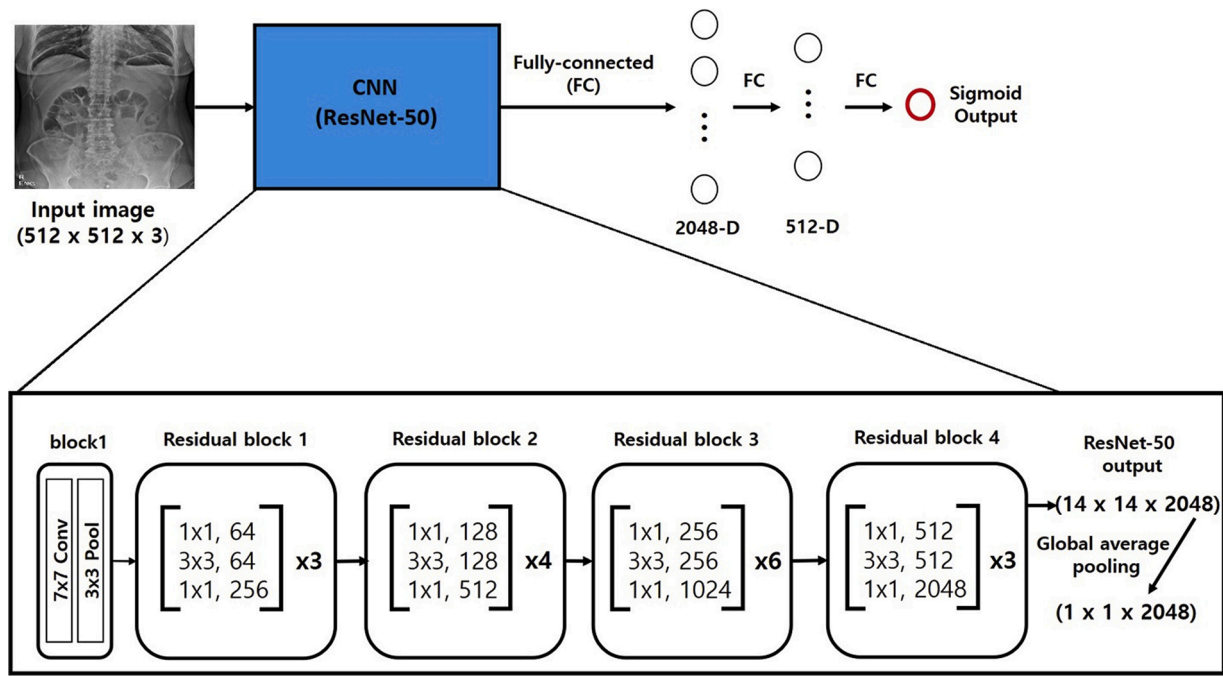 CNN
(ResNet-50)
Fully-connected
(FC)
FC
FC
Sigmoid
Output
Input image
(512 x 512 x 3)
2048-D
512-D
block1
7x7 Conv
3x3 Pool
Residual block 1
1x1, 64
3x3, 64
1x1, 256
x3
Residual block 2
1x1, 128
3x3, 128
1x1, 512
x4
Residual block 3
1x1, 256
3x3, 256
1x1, 1024
x6
Residual block 4
1x1, 512
3x3, 512
1x1, 2048
x3
ResNet-50
output
(14 x 14 x 2048)
Global average
pooling
(1 x 1 x 2048)